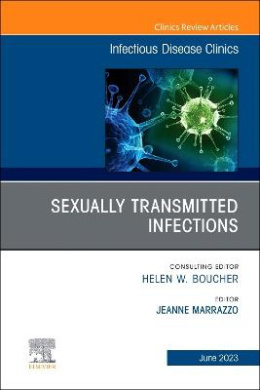 Clinics Review Articles
Infectious Disease Clinics
SEXUALLY TRANSMITTED
INFECTIONS
CONSULTING EDITOR
HELEN W. BOUCHER
EDITOR
JEANNE MARRAZZO
ELSEVIER
June 2023